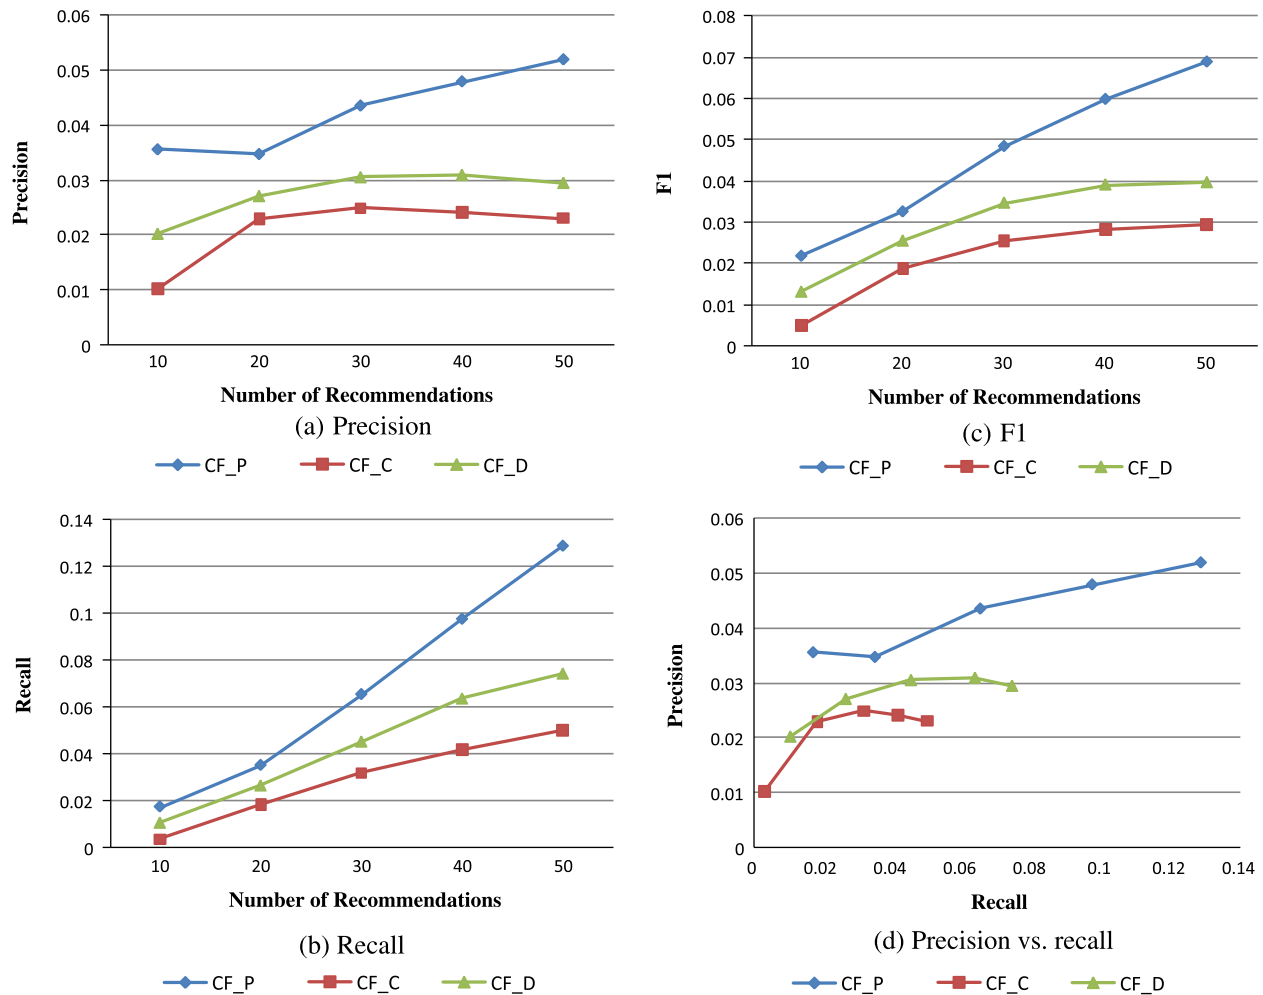 0.06
0.05
0.04
0.03
0.02
0.01
0
Precision
10 20 30 40 50
Number of Recommendations
(a) Precision
CF_P CF_C CF_D
0.08
0.07
0.06
0.05
0.04
0.03
0.02
0.01
0
F1
10 20 30 40 50
Number of Recommendations
(c) F1
CF_P CF_C CF_D
0.14
0.12
0.1
0.08
0.06
0.04
0.02
0
Recall
10 20 30 40 50
Number of Recommendations
(b) Recall
CF_P CF_C CF_D
0.06
0.05
0.04
0.03
0.02
0.01
0
Precision
0 0.02 0.04 0.06 0.08 0.1 0.12 0.14
Recall
(d) Precision vs. recall
CF_P CF_C CF_D